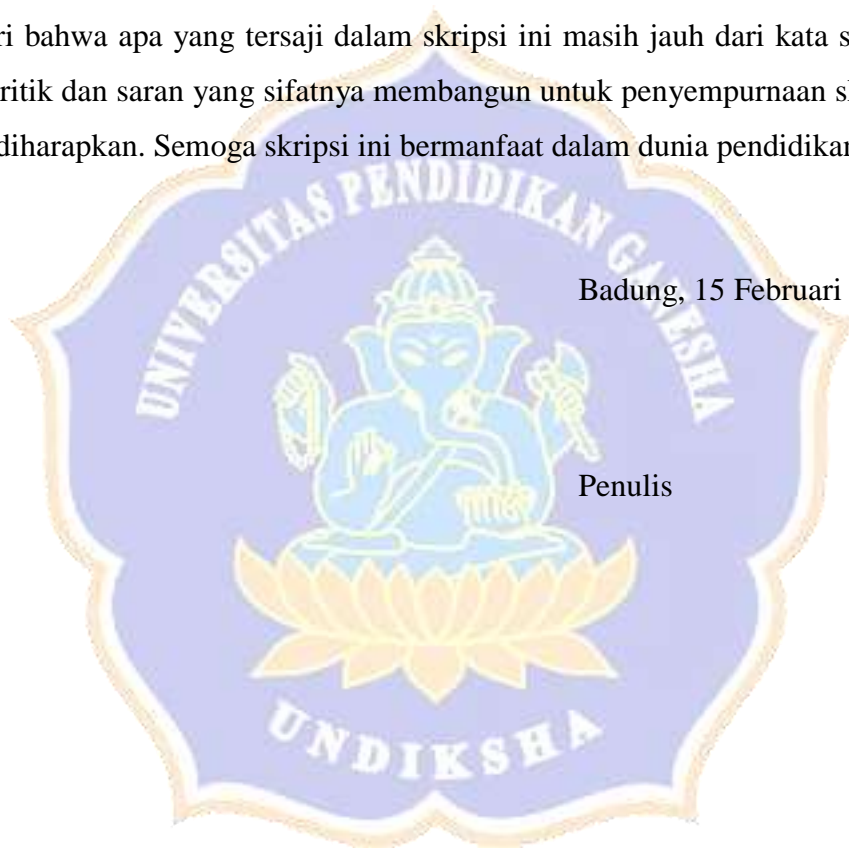 ri bahwa apa yang tersaji dalam skripsi ini masih jauh dari kata s
ritik dan saran yang sifatnya membangun untuk penyempurnaan sk
diharapkan. Semoga skripsi ini bermanfaat dalam dunia pendidikan
UNIVERSITAS PENDIDIKAN GANESHA
Badung, 15 Februari
Penulis
UNDIKSHA